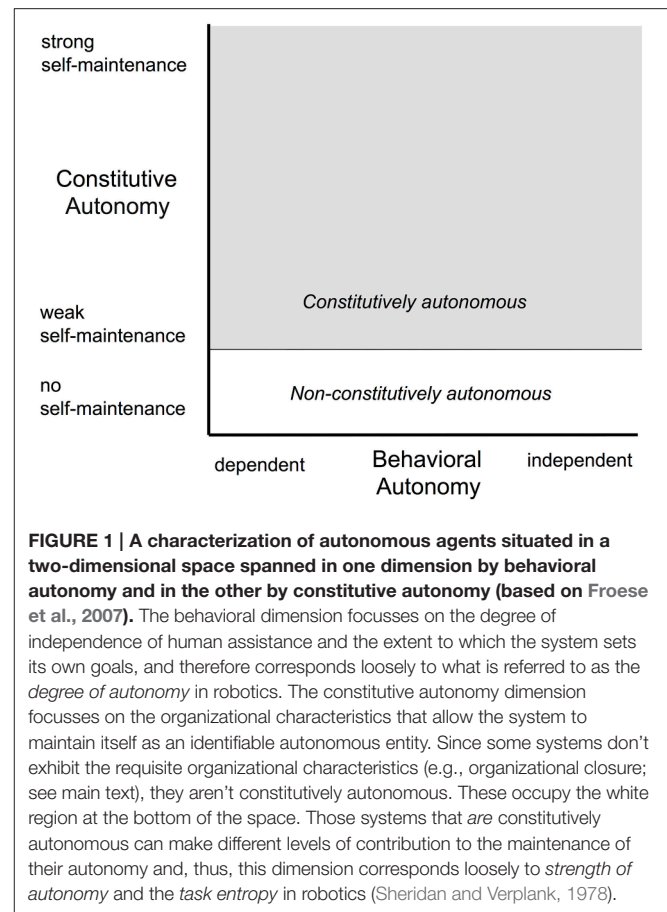 strong
self-maintenance
Constitutive
Autonomy
weak
self-maintenance
Constitutively autonomous
no
self-maintenance
Non-constitutively autonomous
dependent
Behavioral
Autonomy
independent
FIGURE 1 | A characterization of autonomous agents situated in a
two-dimensional space spanned in one dimension by behavioral
autonomy and in the other by constitutive autonomy (based on Froese
et al., 2007). The behavioral dimension focusses on the degree of
independence of human assistance and the extent to which the system sets
its own goals, and therefore corresponds loosely to what is referred to as the
degree of autonomy in robotics. The constitutive autonomy dimension
focusses on the organizational characteristics that allow the system to
maintain itself as an identifiable autonomous entity. Since some systems don't
exhibit the requisite organizational characteristics (e.g., organizational closure;
see main text), they aren't constitutively autonomous. These occupy the white
region at the bottom of the space. Those systems that are constitutively
autonomous can make different levels of contribution to the maintenance of
their autonomy and, thus, this dimension corresponds loosely to strength of
autonomy and the task entropy in robotics (Sheridan and Verplank, 1978).